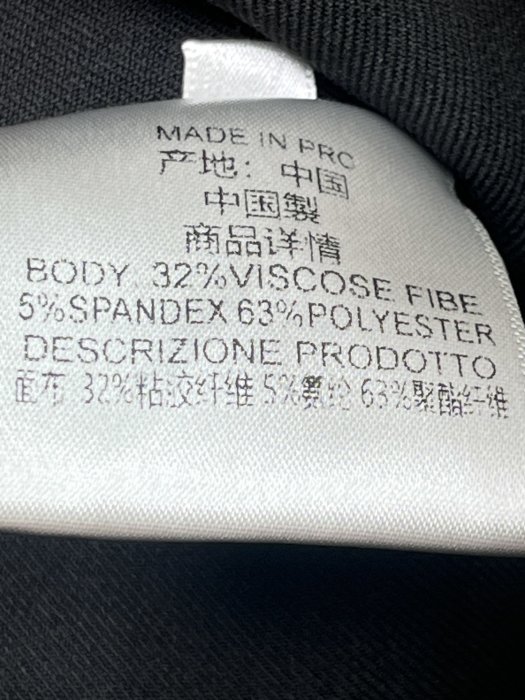 MADE IN PRC
产地：中国
中国製
商品详情
BODY 32%VISCOSE FIBE
5%SPANDEX 63%POLYESTER
DESCRIZIONE PRODOTTO
面布 32%粘胶纤维 5%氨纶 63%聚酯纤维